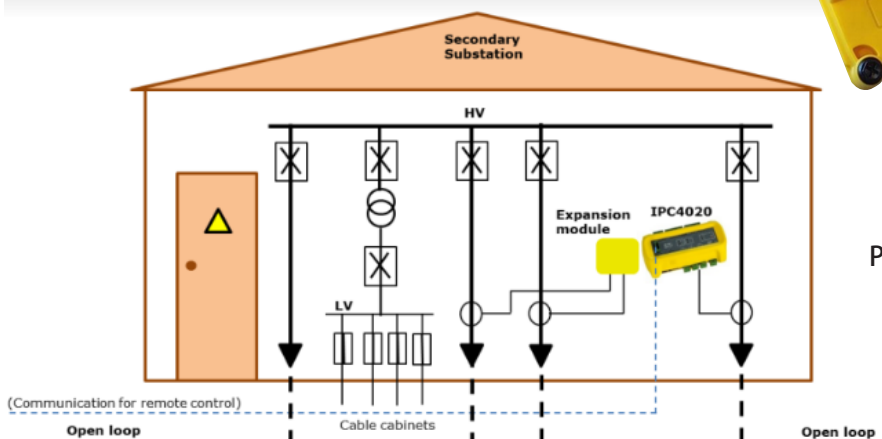 Secondary
Substation
HV
Expansion
module
IPC4020
P
LV
(Communication for remote control)
Cable cabinets
Open loop
Open loop